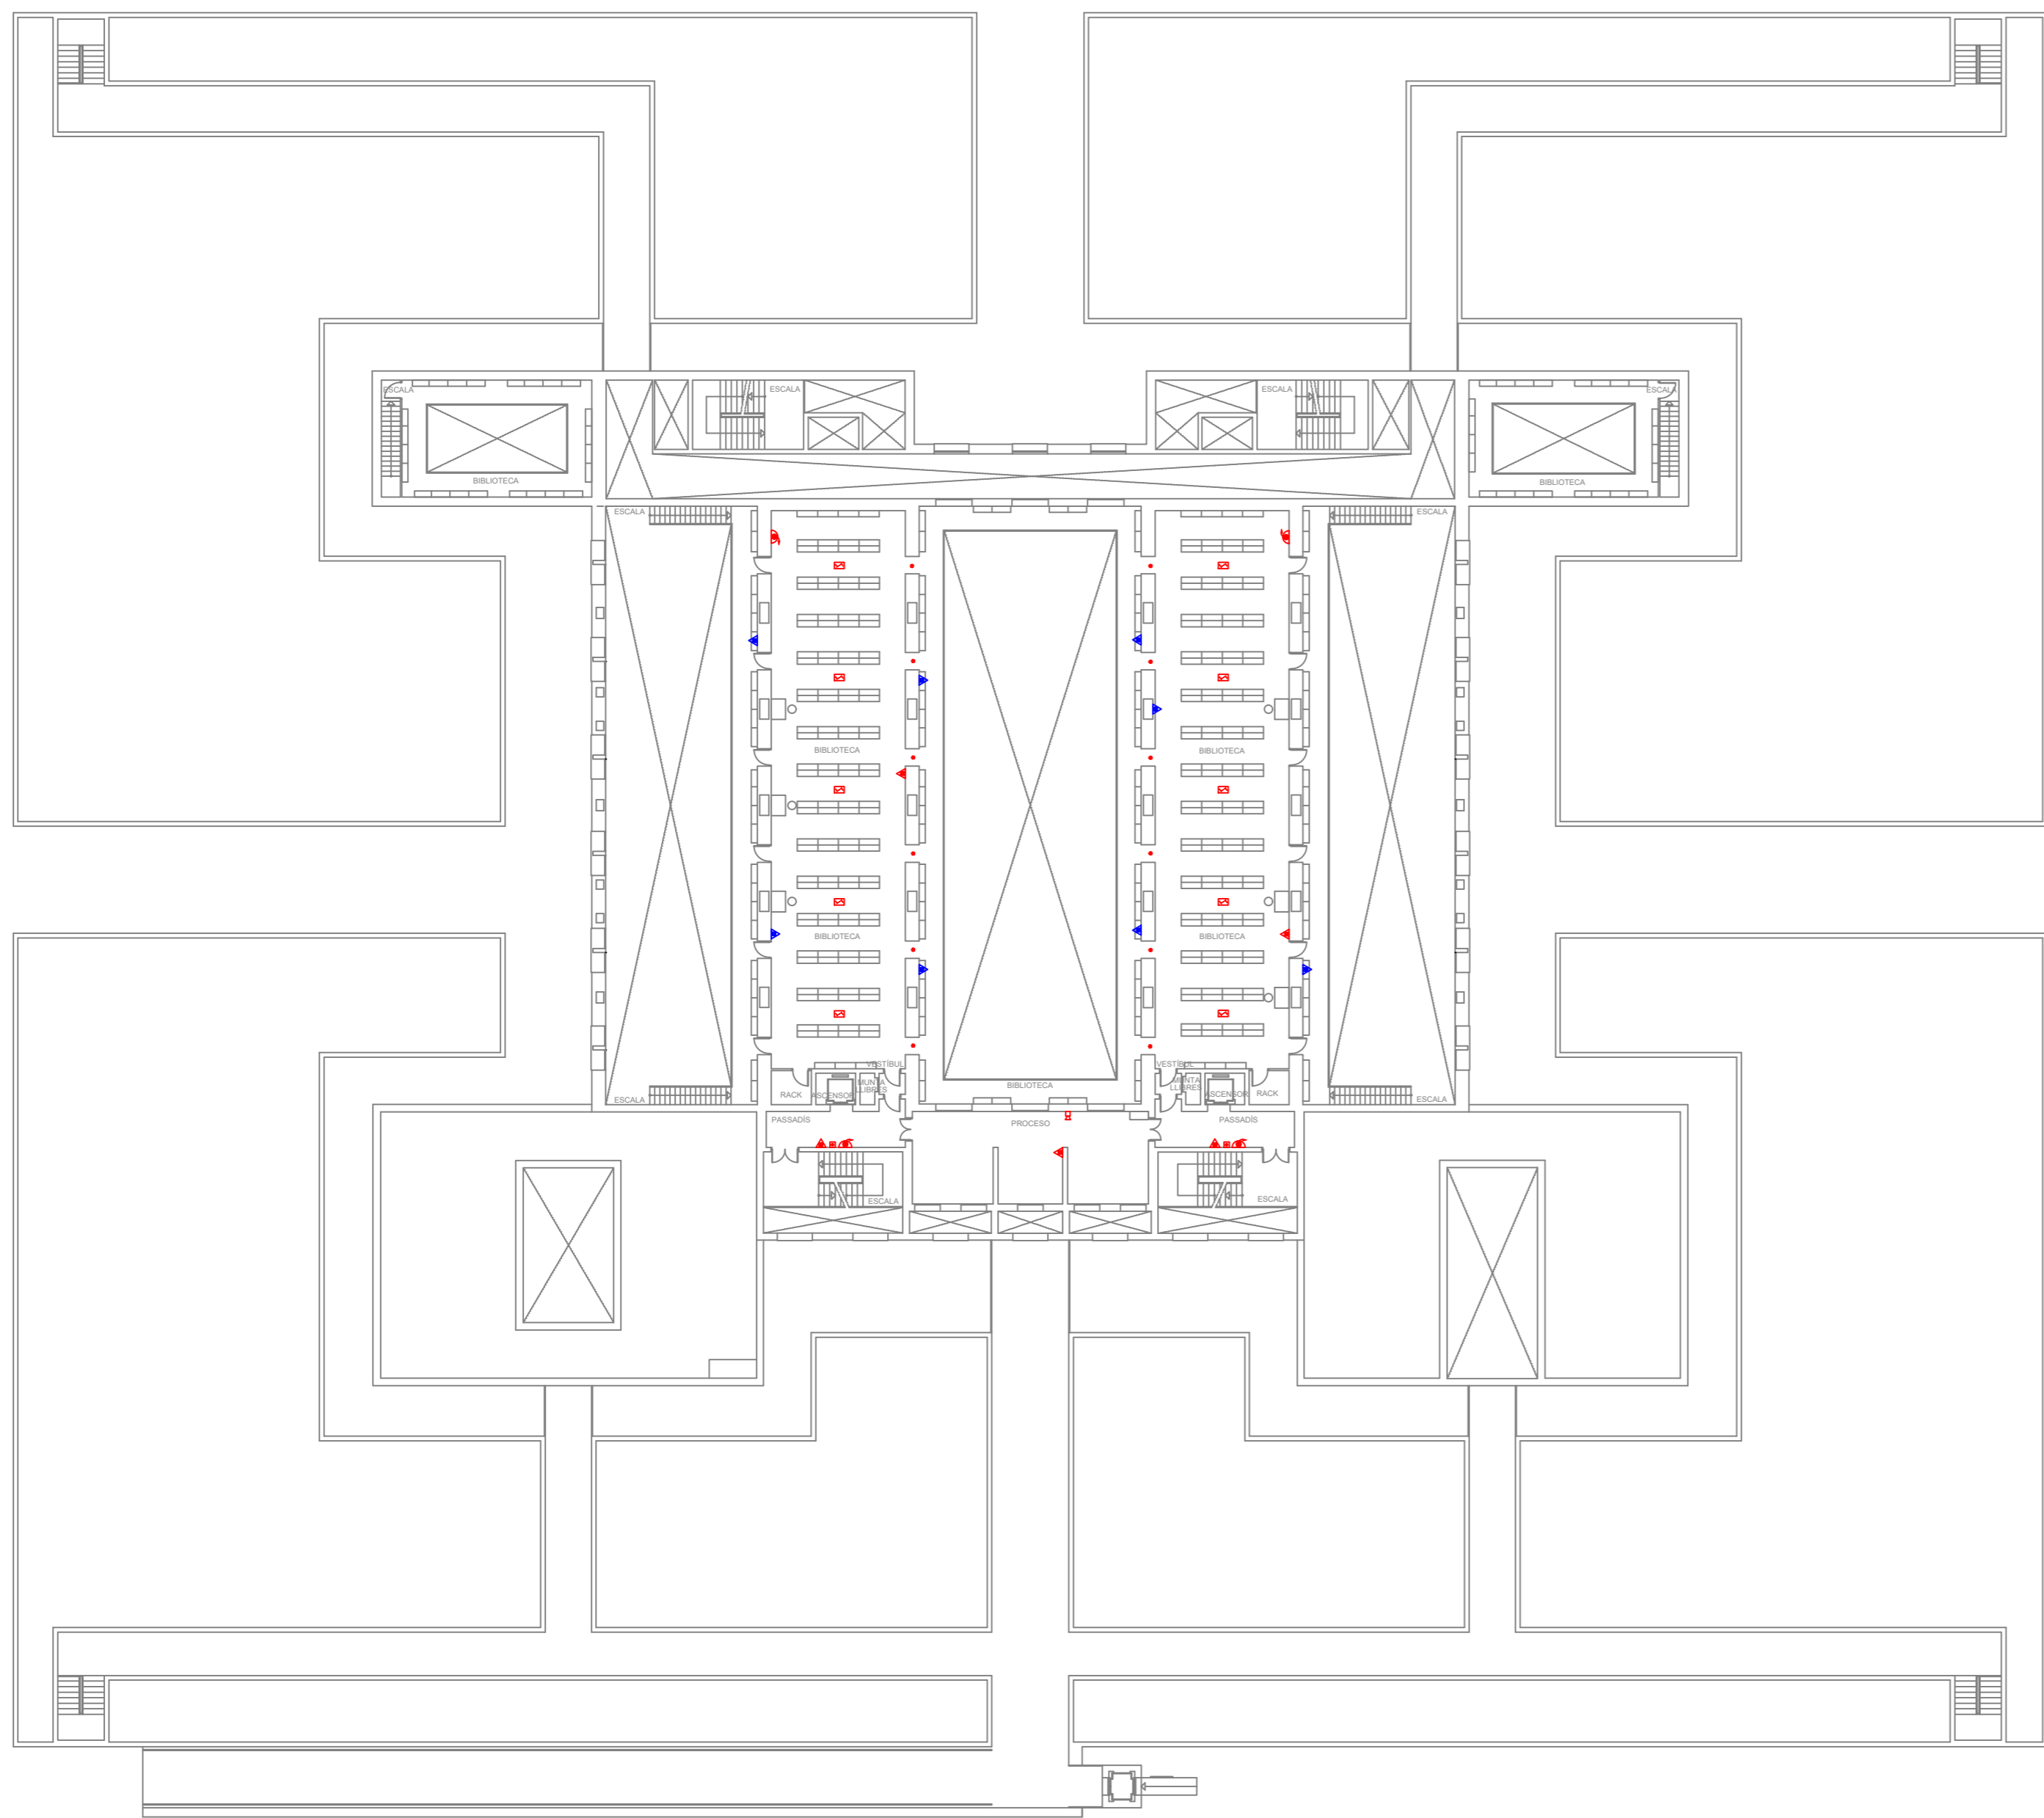 ESCALA
ESCALA
ESCALA
ESCALA
BIBLIOTECA
BIBLIOTECA
ESCALA
ESCALA
BIBLIOTECA
BIBLIOTECA
BIBLIOTECA
BIBLIOTECA
VESTÍBUL
VESTÍBUL
BIBLIOTECA
MUNTA
LLIBRES
MUNTA
LLIBRES
RACK
ASCENSOR
ASCENSOR
RACK
ESCALA
ESCALA
PASSADÍS
PROCESO
PASSADÍS
ESCALA
ESCALA